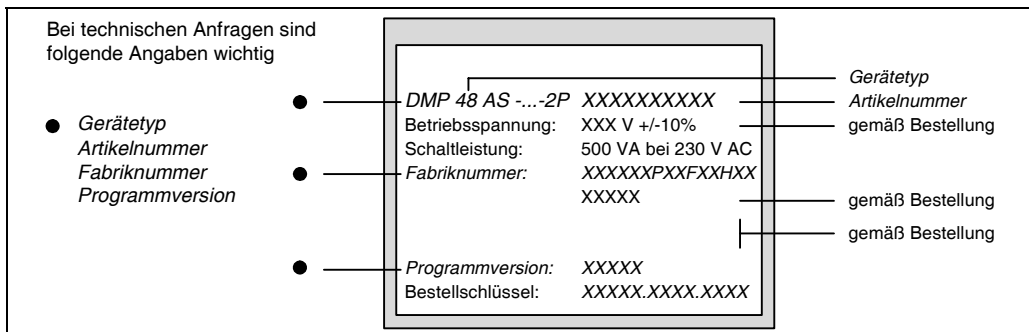 Bei technischen Anfragen sind
folgende Angaben wichtig
Gerätetyp
Artikelnummer
Fabriknummer
Programmversion
DMP 48 AS -...-2P XXXXXXXXXX
Betriebsspannung: XXX V +/-10%
Schaltleistung: 500 VA bei 230 V AC
Fabriknummer: XXXXXXPXXFXXHXX
XXXXX
Programmversion: XXXXX
Bestellschlüssel: XXXXX.XXXX.XXXX
Gerätetyp
Artikelnummer
gemäß Bestellung
gemäß Bestellung
gemäß Bestellung